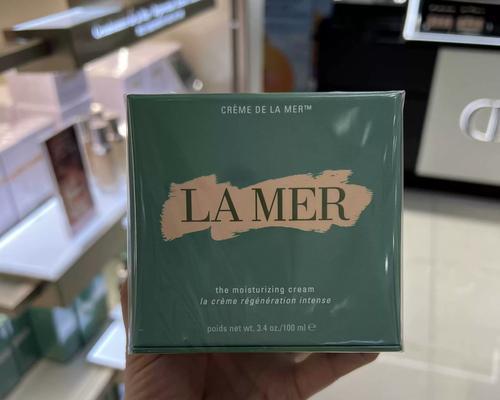 CRÈME DE LA MER™
LA MER
the moisturizing cream
la crème régénération intense
poids net wt. 3.4 oz./100 ml ℮